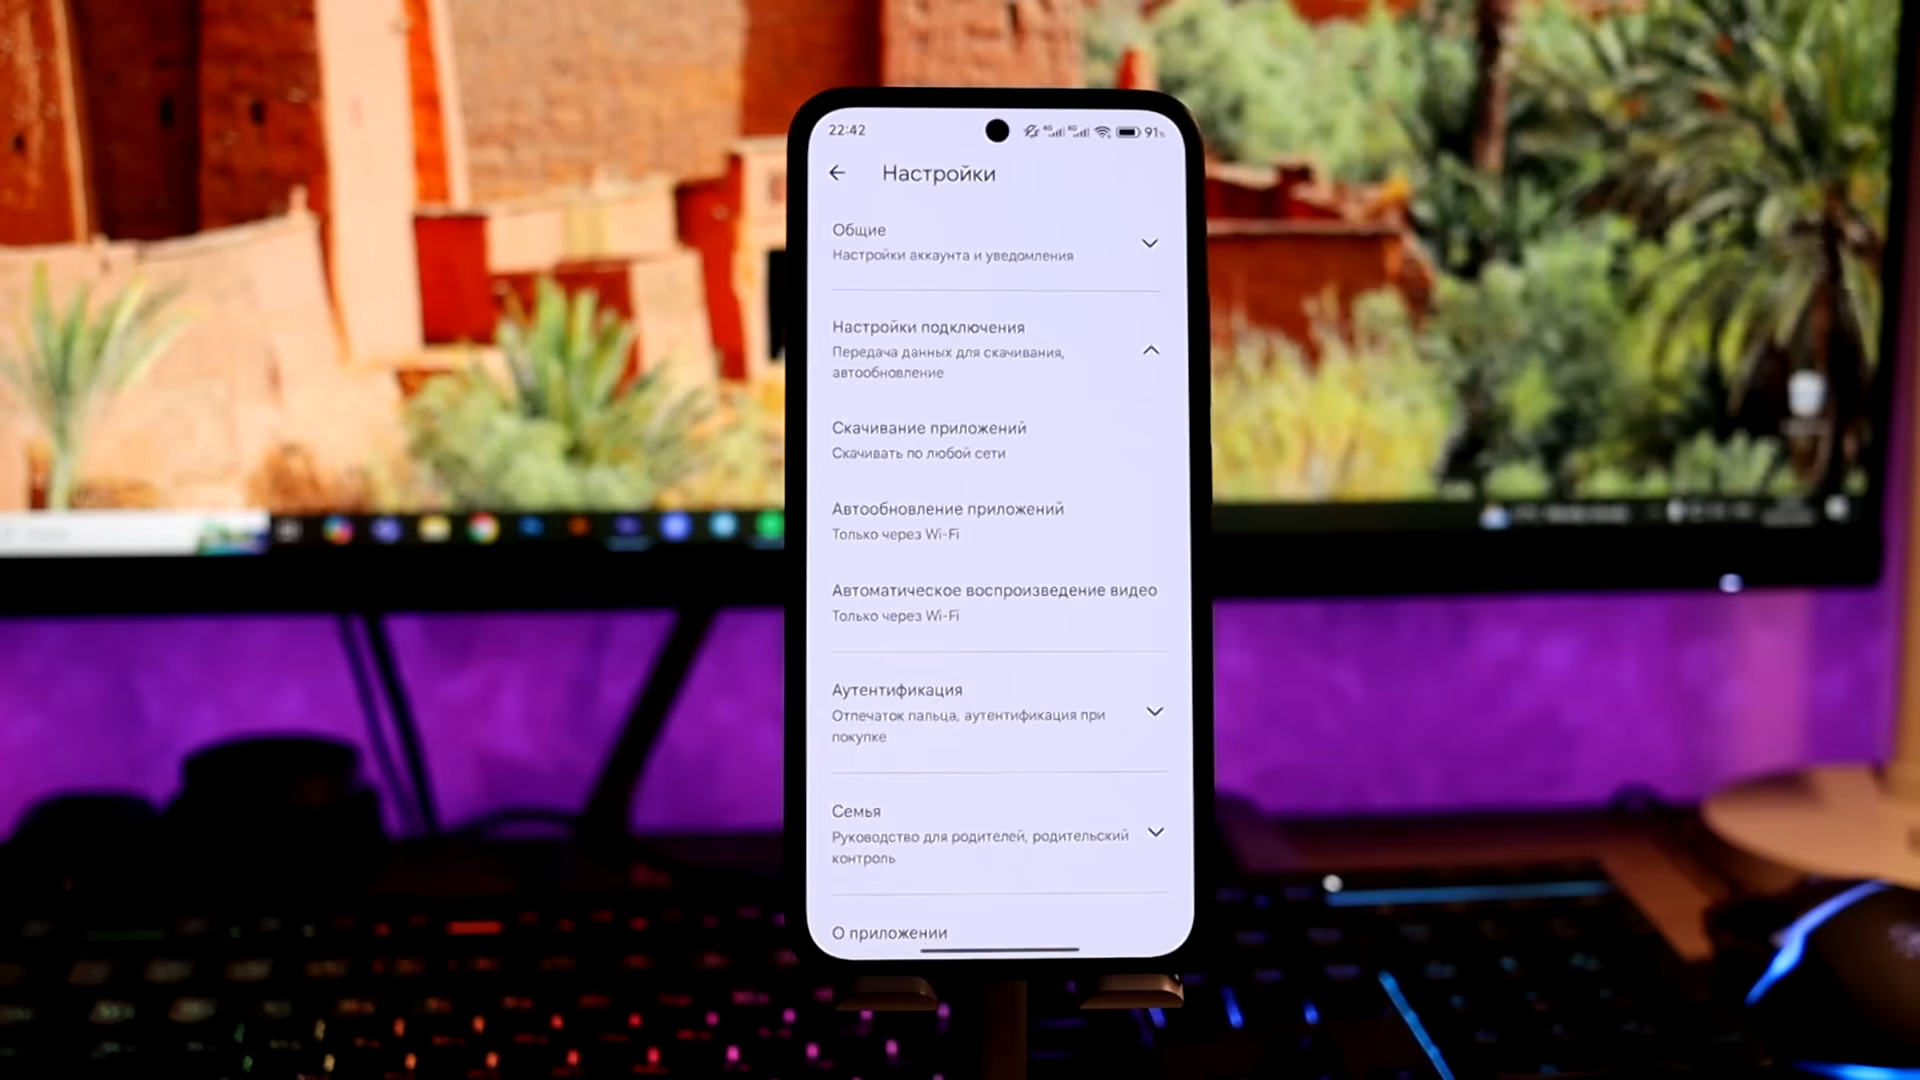 22:42
4G 4G 91%
Настройки
Общие
Настройки аккаунта и уведомления
Настройки подключения
Передача данных для скачивания,
автообновление
Скачивание приложений
Скачивать по любой сети
Автообновление приложений
Только через Wi-Fi
Автоматическое воспроизведение видео
Только через Wi-Fi
Аутентификация
Отпечаток пальца, аутентификация при
покупке
Семья
Руководство для родителей, родительский
контроль
О приложении